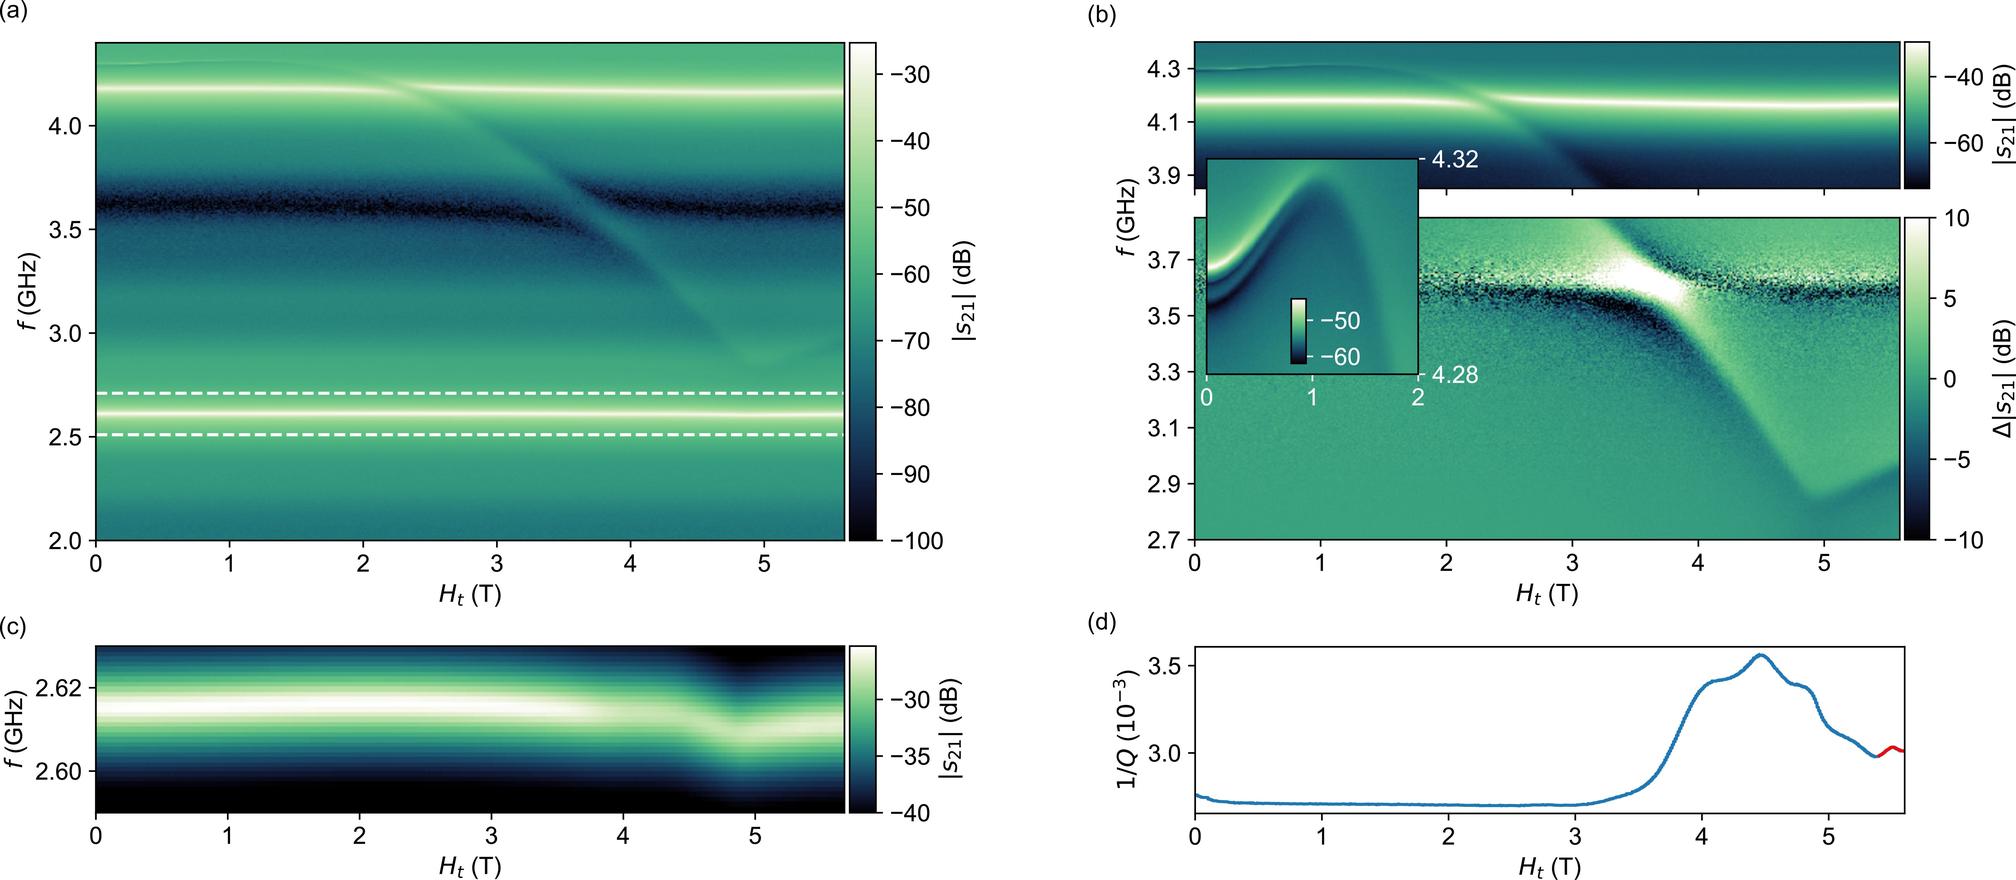 (a)
4.0
3.5
3.0
2.5
2.0
f (GHz)
0 1 2 3 4 5
H_t (T)
−30
−40
−50
−60
−70
−80
−90
−100
|s_21| (dB)
(b)
4.3
4.1
3.9
3.7
3.5
3.3
3.1
2.9
2.7
f (GHz)
f (GHz)
−40
−60
|s_21| (dB)
4.32
4.28
−50
−60
0 1 2
10
5
0
−5
−10
Δ|s_21| (dB)
0 1 2 3 4 5
H_t (T)
(c)
2.62
2.60
f (GHz)
0 1 2 3 4 5
H_t (T)
−30
−35
−40
|s_21| (dB)
(d)
3.5
3.0
1/Q (10^−3)
0 1 2 3 4 5
H_t (T)